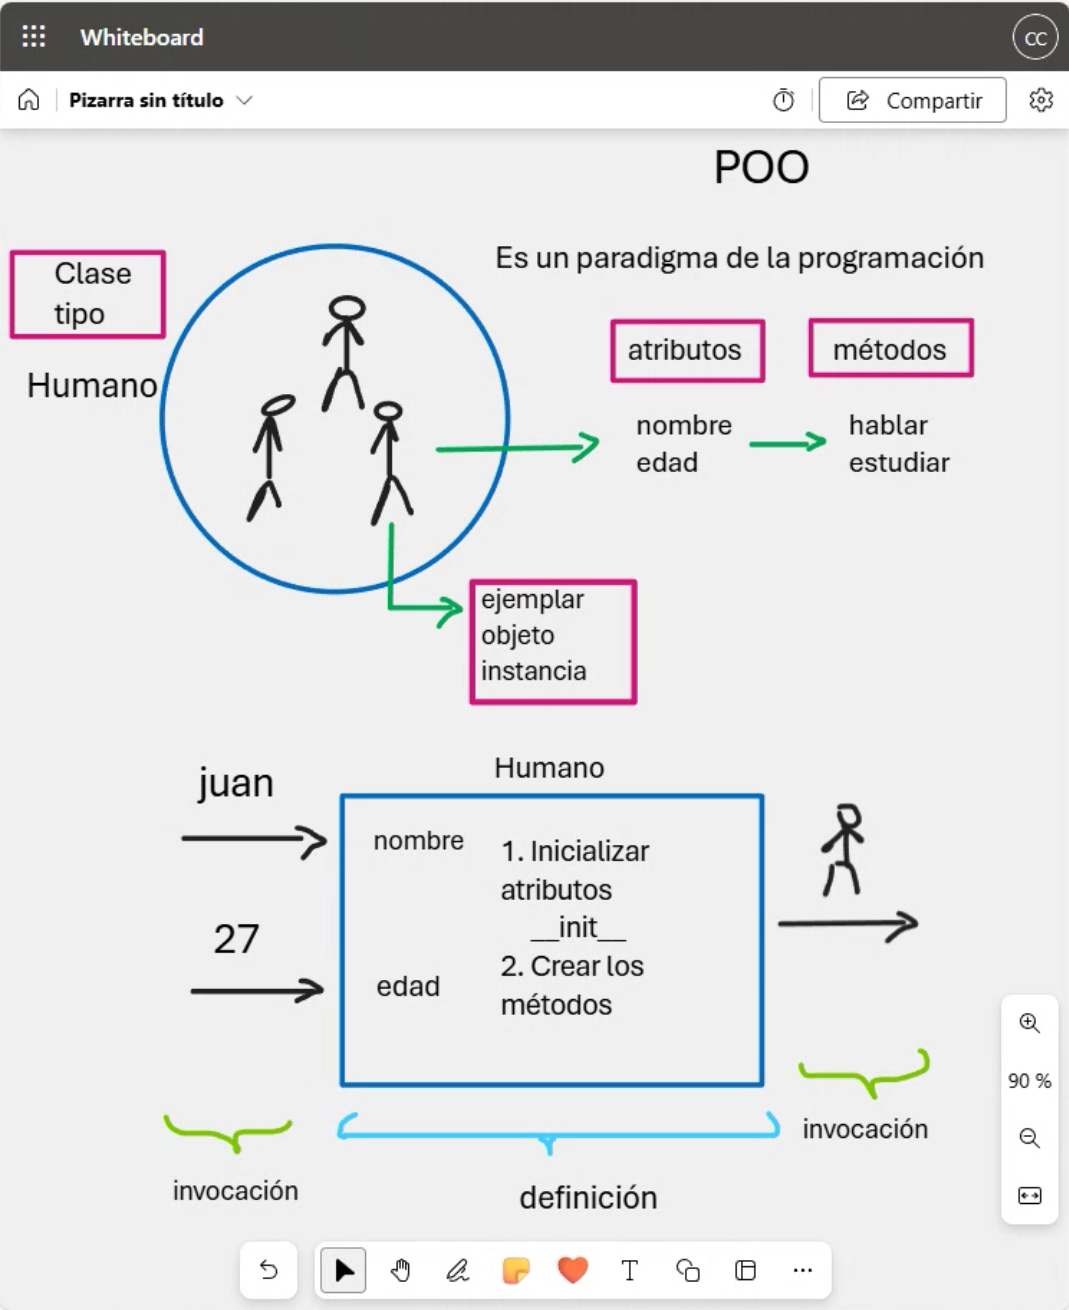 Whiteboard
CC
Pizarra sin título
Compartir
POO
Es un paradigma de la programación
Clase
tipo
Humano
atributos
métodos
nombre
edad
hablar
estudiar
ejemplar
objeto
instancia
Humano
juan
27
nombre
edad
1. Inicializar
atributos
__init__
2. Crear los
métodos
invocación
definición
invocación
90 %
T